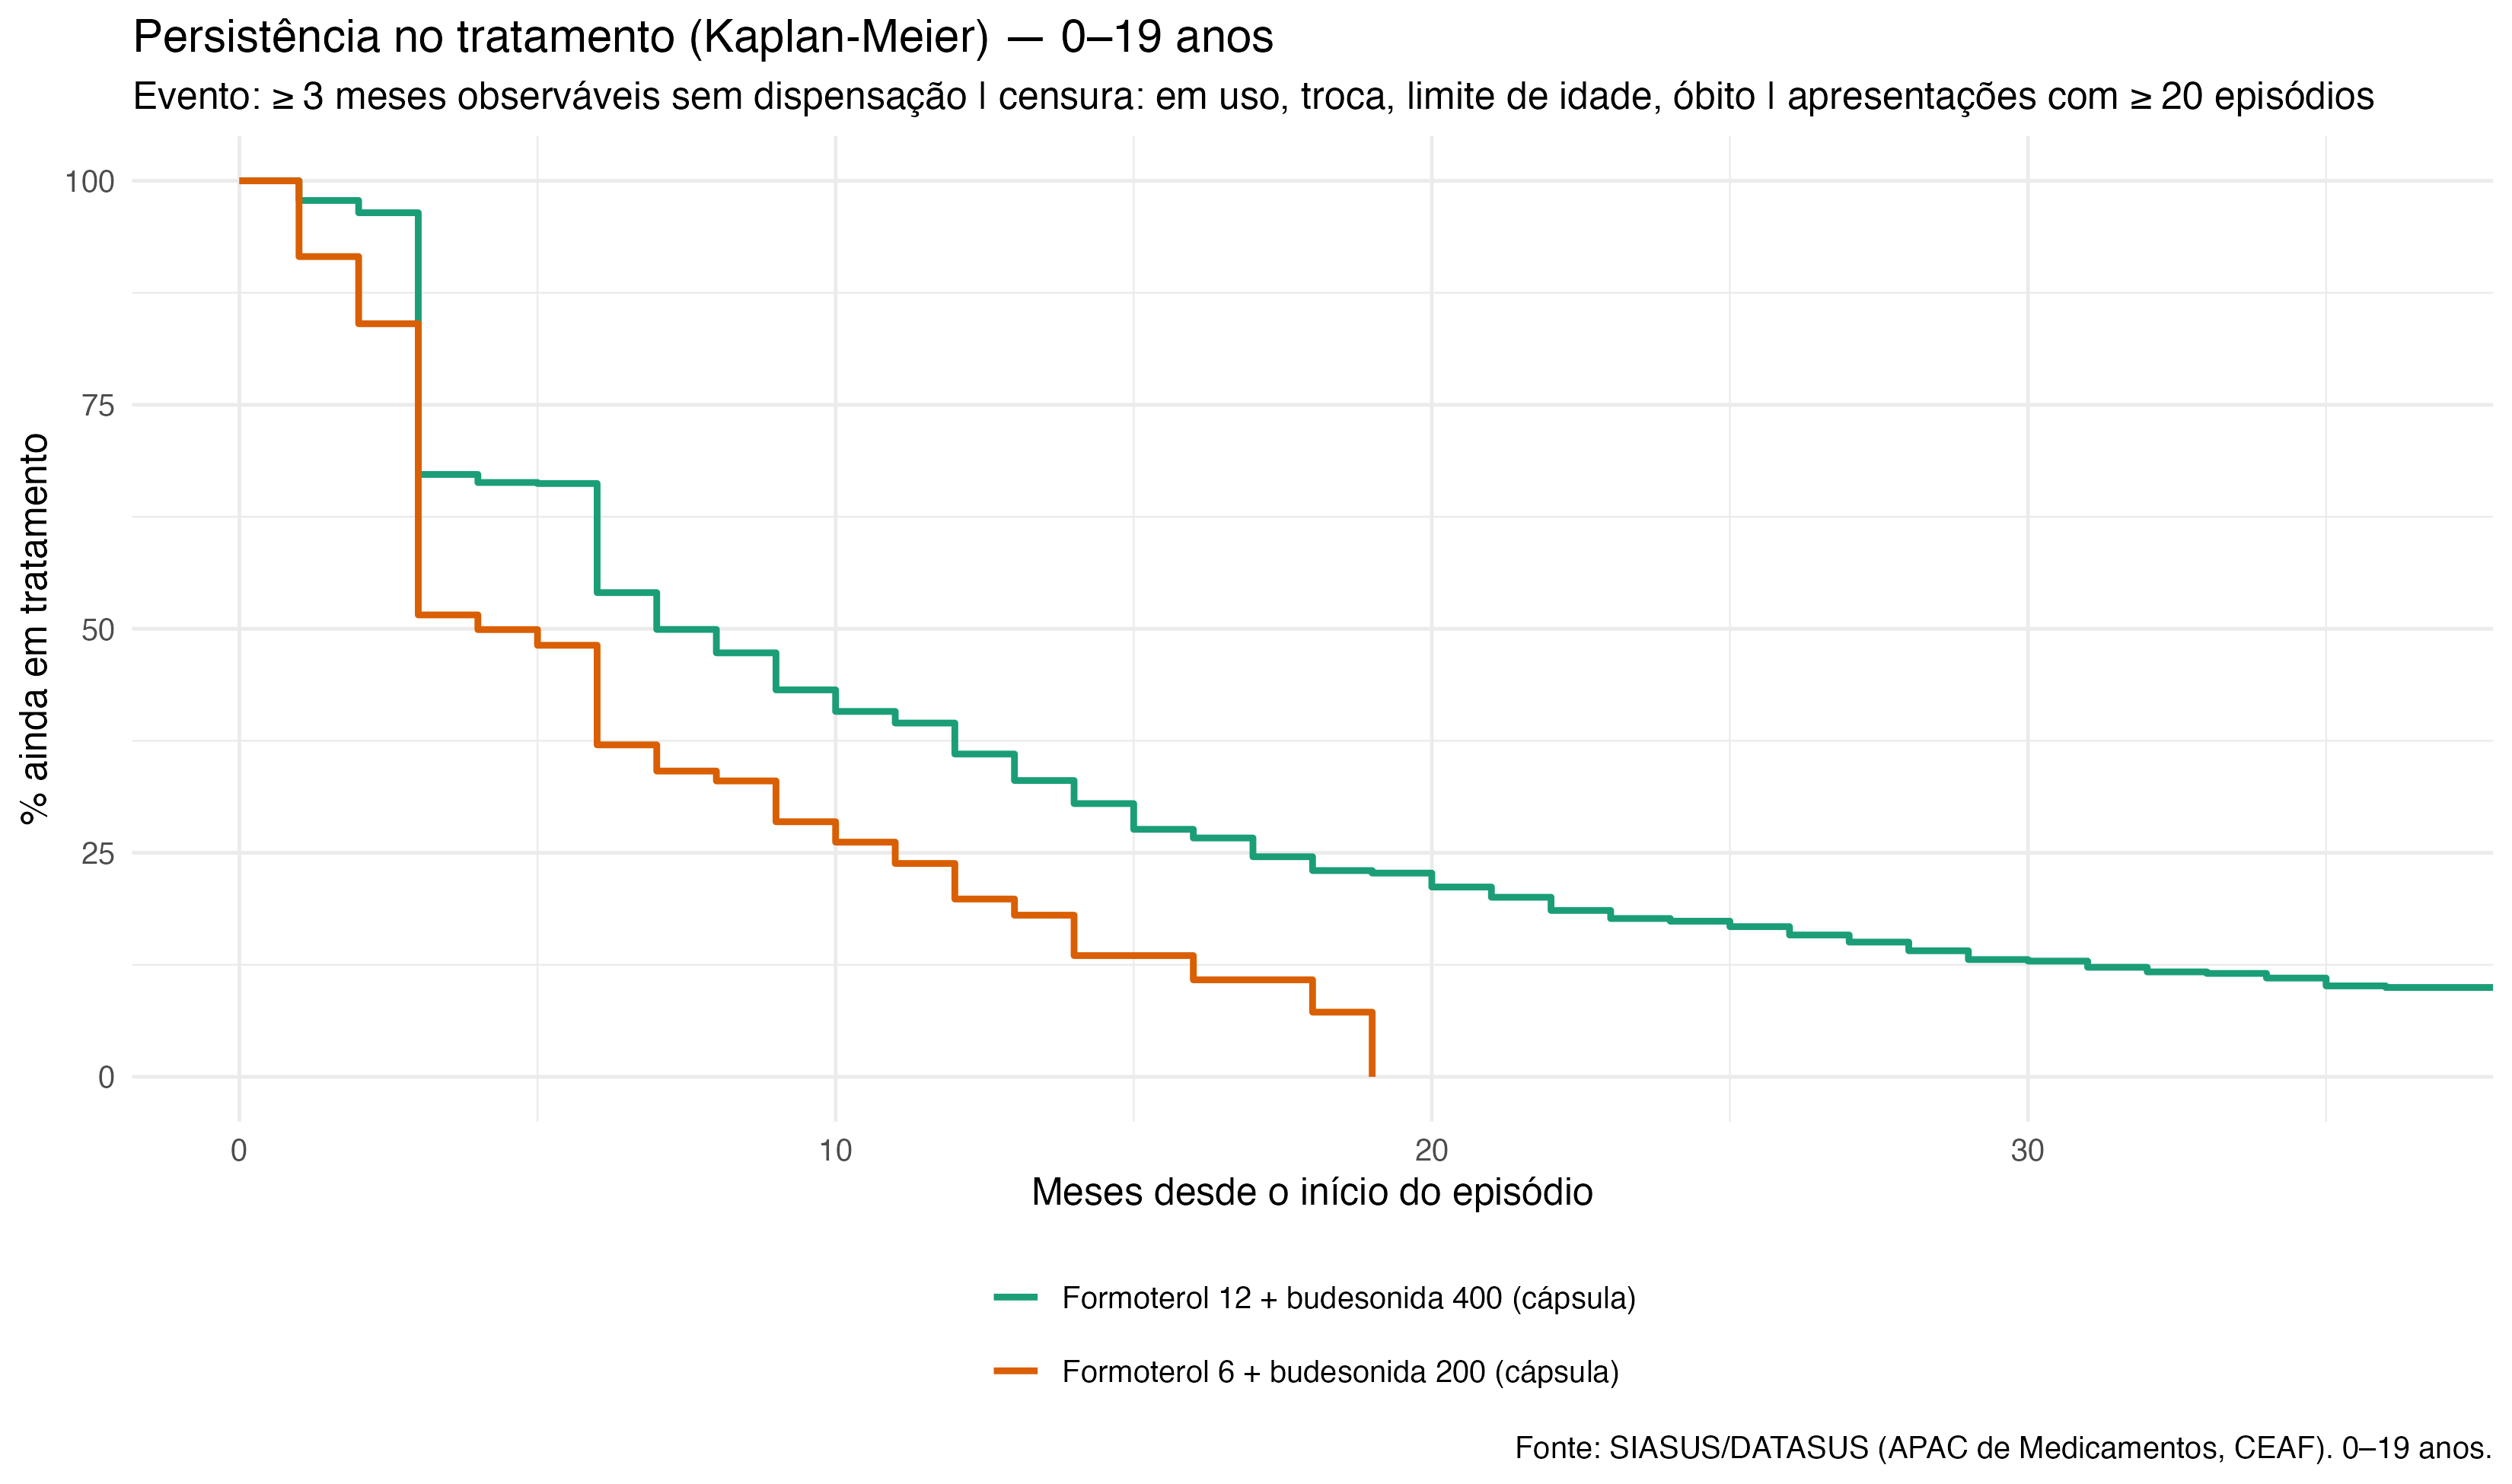 Persistência no tratamento (Kaplan-Meier) — 0–19 anos
Evento: ≥ 3 meses observáveis sem dispensação | censura: em uso, troca, limite de idade, óbito | apresentações com ≥ 20 episódios
100
75
50
25
0
% ainda em tratamento
0 10 20 30
Meses desde o início do episódio
Formoterol 12 + budesonida 400 (cápsula)
Formoterol 6 + budesonida 200 (cápsula)
Fonte: SIASUS/DATASUS (APAC de Medicamentos, CEAF). 0–19 anos.